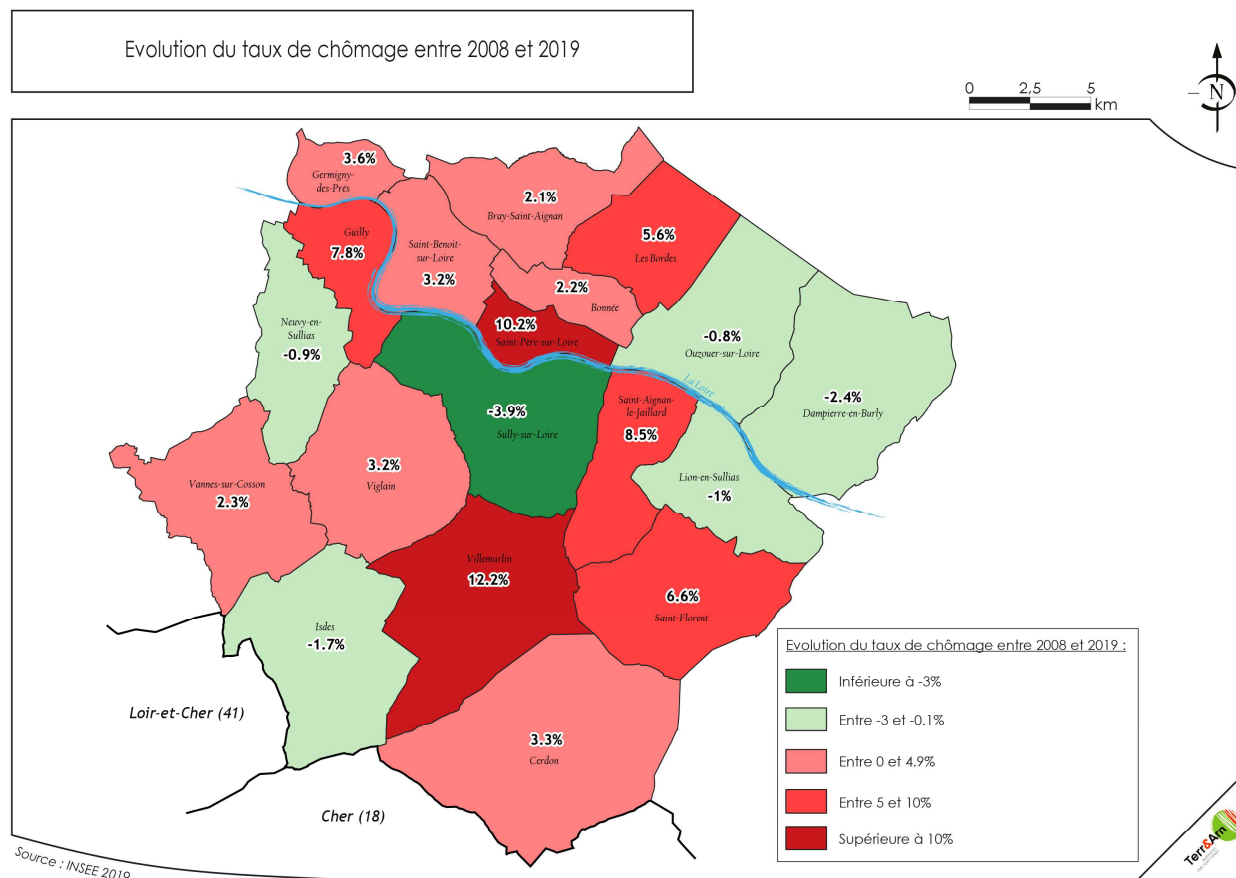 Evolution du taux de chômage entre 2008 et 2019
0 2,5 5
km
N
3.6%
Germigny-
des-Prés
2.1%
Bray-Saint-Aignan
5.6%
Les Bordes
Guilly
7.8%
Saint-Benoit-
sur-Loire
3.2%
2.2%
Bonnée
10.2%
Saint-Père-sur-Loire
Neuvy-en-
Sullias
-0.9%
-0.8%
Ouzouer-sur-Loire
La Loire
-2.4%
Dampierre-en-Burly
-3.9%
Sully-sur-Loire
Saint-Aignan-
le-Jaillard
8.5%
Lion-en-Sullias
-1%
3.2%
Viglain
Vannes-sur-Cosson
2.3%
Villemurlin
12.2%
6.6%
Saint-Florent
Isdes
-1.7%
3.3%
Cerdon
Loir-et-Cher (41)
Cher (18)
Evolution du taux de chômage entre 2008 et 2019 :
Inférieure à -3%
Entre -3 et -0.1%
Entre 0 et 4.9%
Entre 5 et 10%
Supérieure à 10%
Source : INSEE 2019
Terr&Am